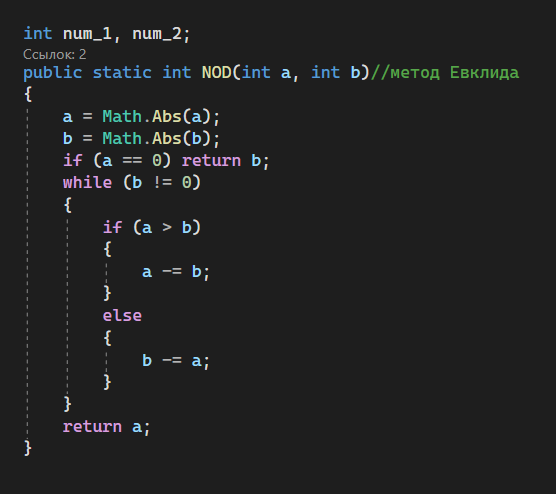 int num_1, num_2;
Ссылок: 2
public static int NOD(int a, int b)//метод Евклида
{
a = Math.Abs(a);
b = Math.Abs(b);
if (a == 0) return b;
while (b != 0)
{
if (a > b)
{
a -= b;
}
else
{
b -= a;
}
}
return a;
}